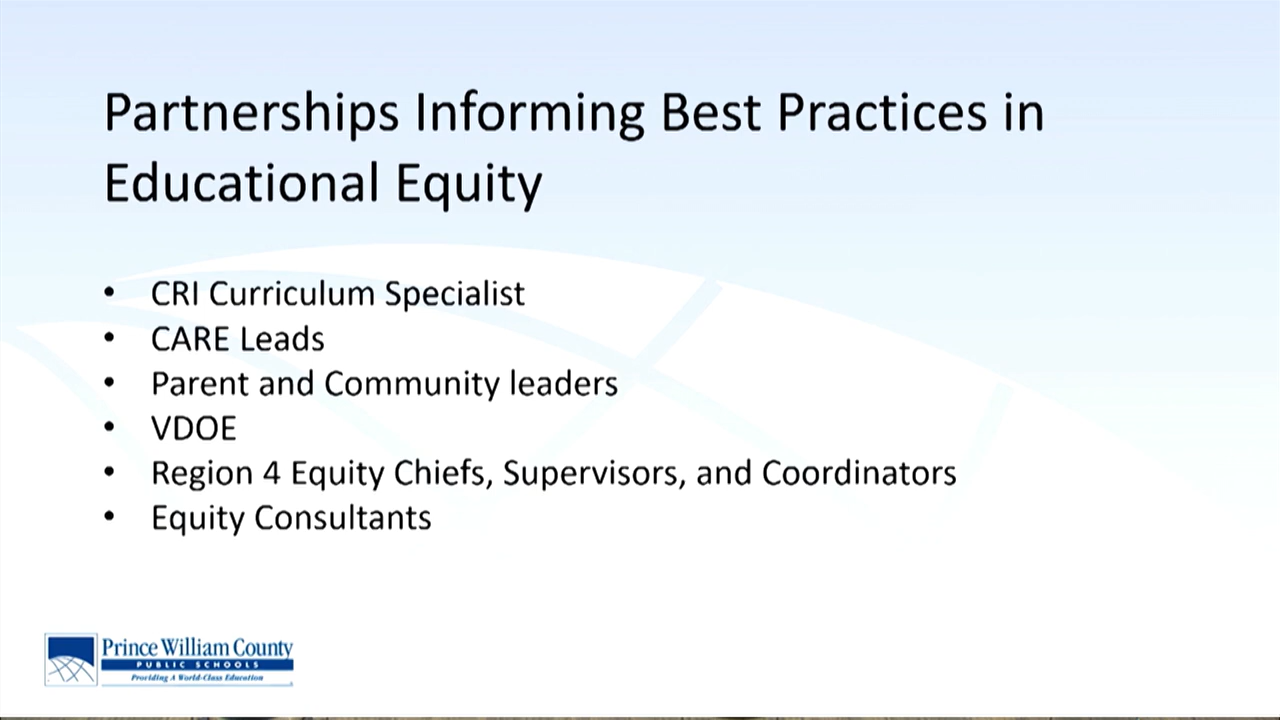 Partnerships Informing Best Practices in
Educational Equity
• CRI Curriculum Specialist
• CARE Leads
• Parent and Community leaders
• VDOE
• Region 4 Equity Chiefs, Supervisors, and Coordinators
• Equity Consultants
Prince William County
PUBLIC SCHOOLS
Providing A World-Class Education